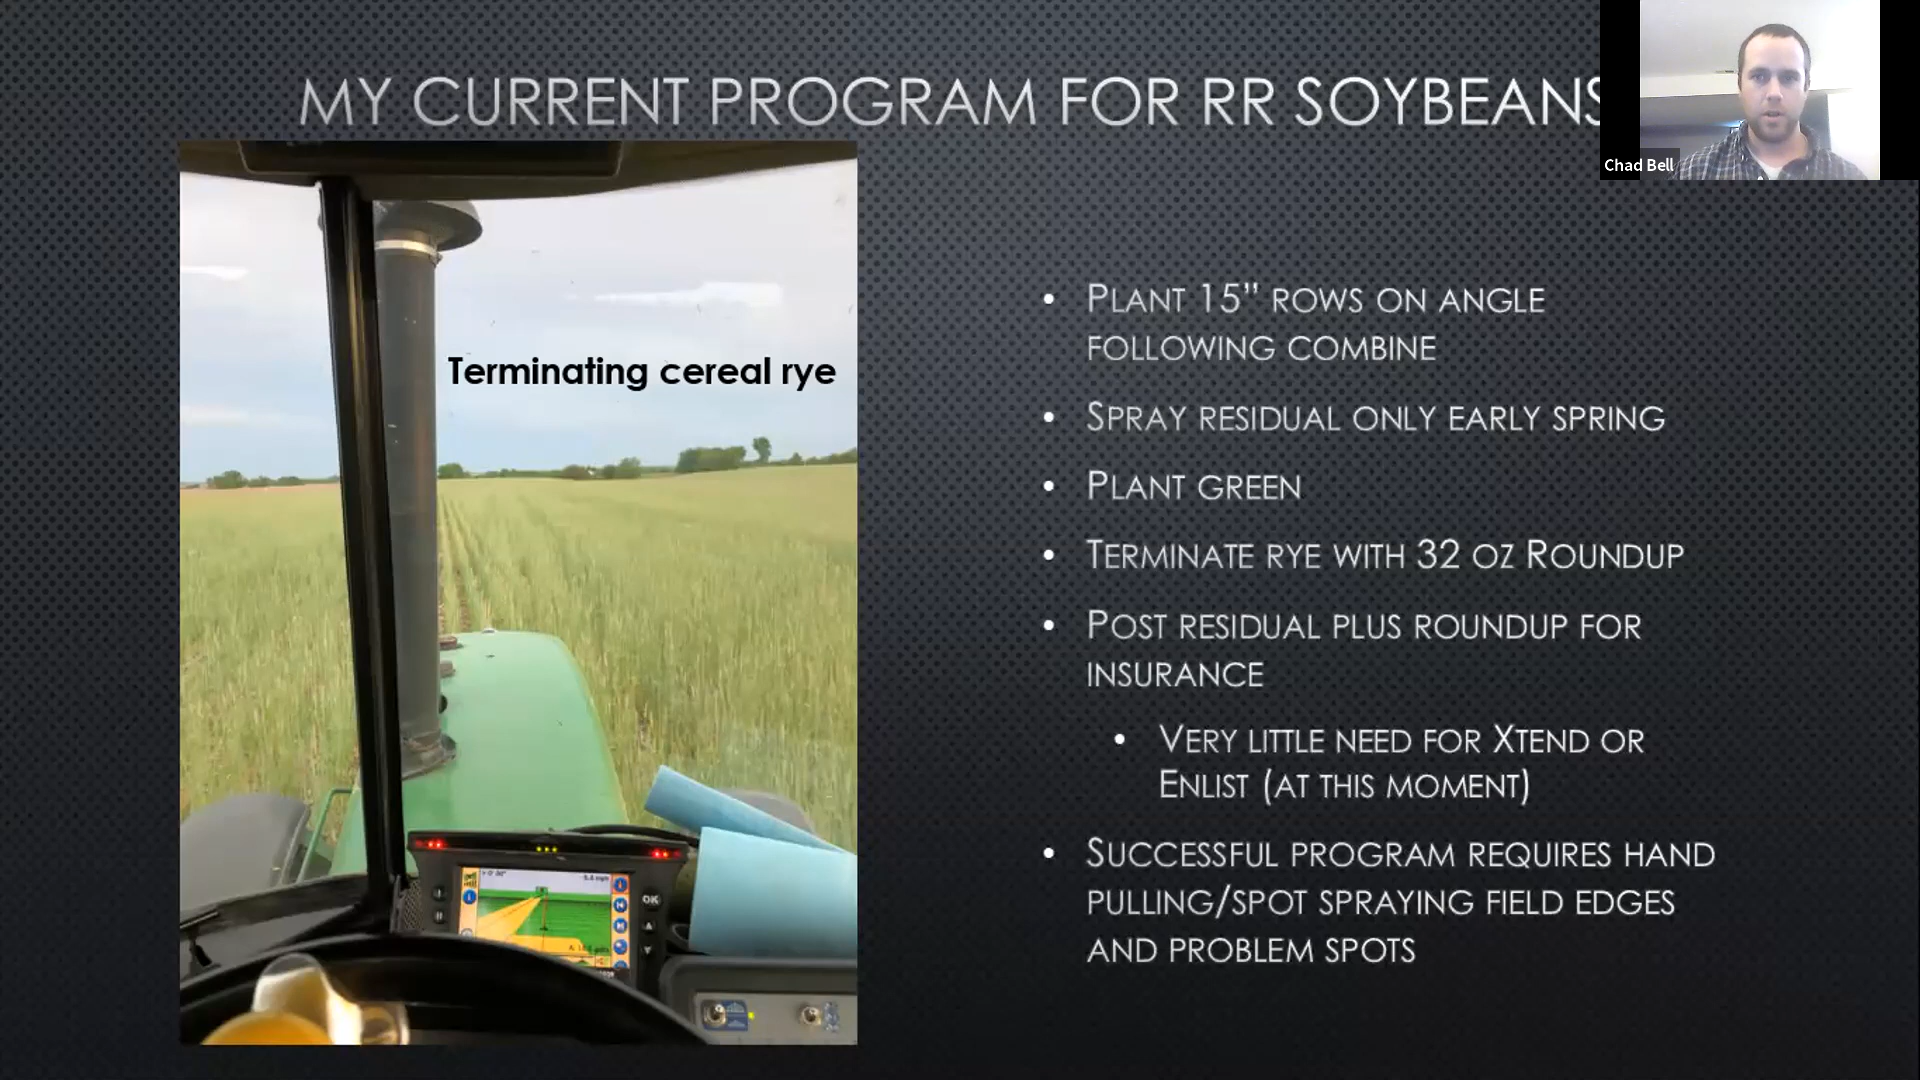 MY CURRENT PROGRAM FOR RR SOYBEANS
Chad Bell
Terminating cereal rye
• PLANT 15” ROWS ON ANGLE
FOLLOWING COMBINE
• SPRAY RESIDUAL ONLY EARLY SPRING
• PLANT GREEN
• TERMINATE RYE WITH 32 OZ ROUNDUP
• POST RESIDUAL PLUS ROUNDUP FOR
INSURANCE
• VERY LITTLE NEED FOR XTEND OR
ENLIST (AT THIS MOMENT)
• SUCCESSFUL PROGRAM REQUIRES HAND
PULLING/SPOT SPRAYING FIELD EDGES
AND PROBLEM SPOTS
OK